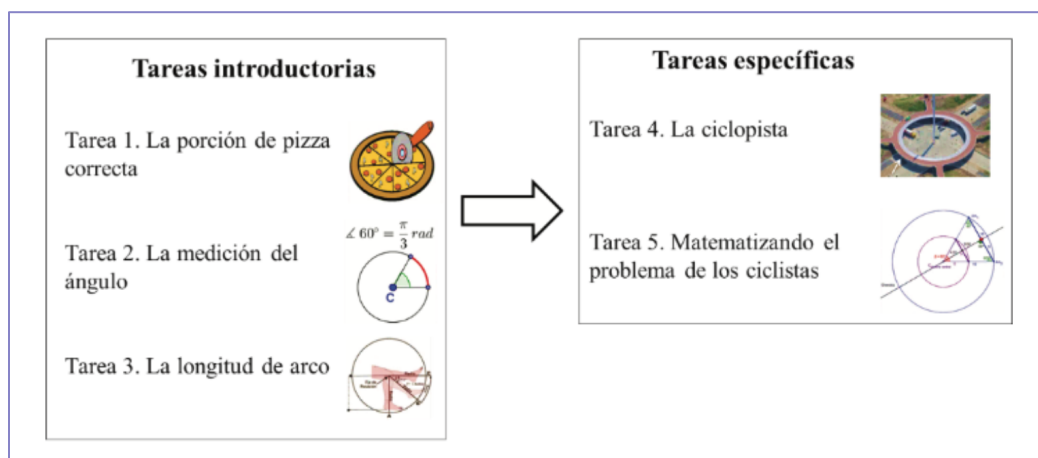 Tareas introductorias
Tarea 1. La porción de pizza
correcta
∡ 60° = π/3 rad
Tarea 2. La medición del
ángulo
C
Tarea 3. La longitud de arco
Tareas específicas
Tarea 4. La ciclopista
Tarea 5. Matematizando el
problema de los ciclistas